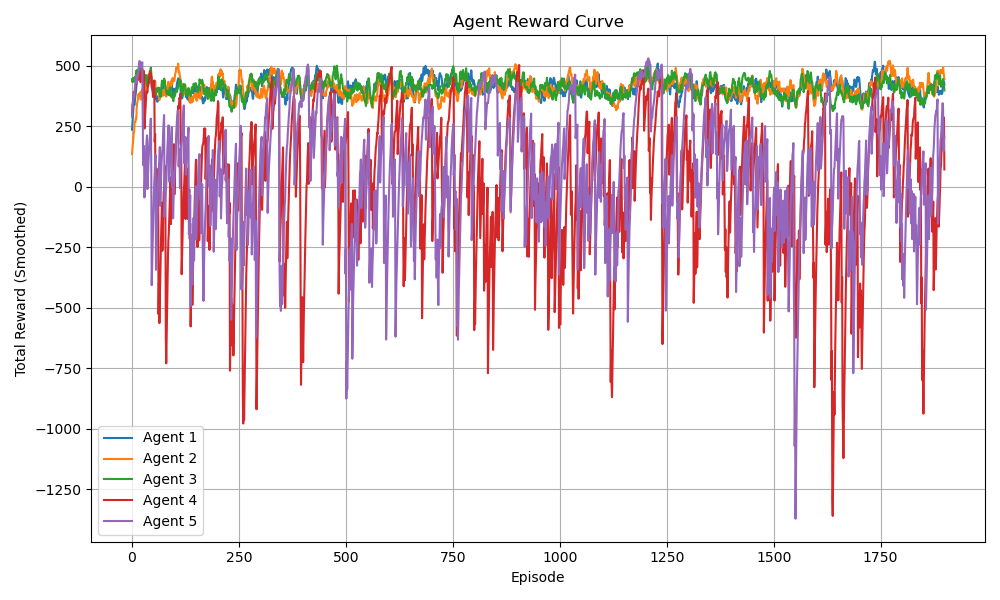 Agent Reward Curve
Total Reward (Smoothed)
500
250
0
−250
−500
−750
−1000
−1250
Agent 1
Agent 2
Agent 3
Agent 4
Agent 5
0 250 500 750 1000 1250 1500 1750
Episode